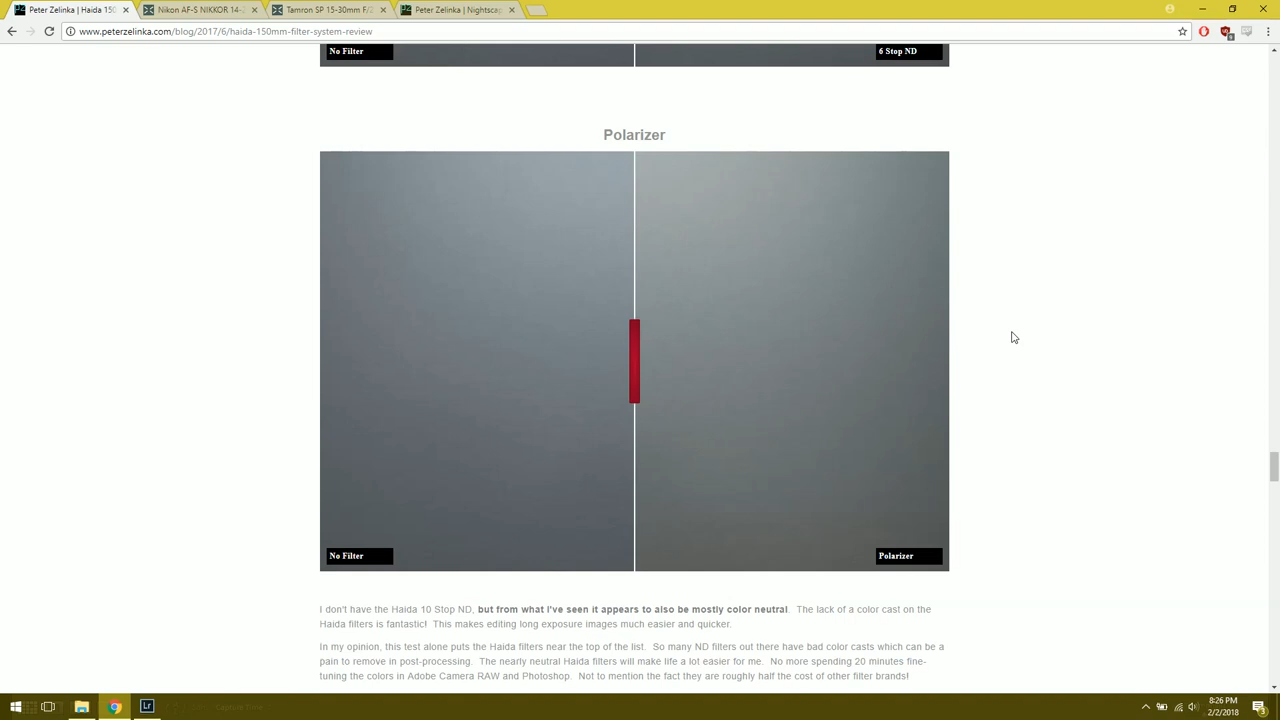 Peter Zelinka | Haida 150
Nikon AF-S NIKKOR 14-2
Tamron SP 15-30mm F/2
Peter Zelinka | Nightscap
www.peterzelinka.com/blog/2017/6/haida-150mm-filter-system-review
No Filter
6 Stop ND
Polarizer
No Filter
Polarizer
I don't have the Haida 10 Stop ND, but from what I've seen it appears to also be mostly color neutral. The lack of a color cast on the
Haida filters is fantastic! This makes editing long exposure images much easier and quicker.
In my opinion, this test alone puts the Haida filters near the top of the list. So many ND filters out there have bad color casts which can be a
pain to remove in post-processing. The nearly neutral Haida filters will make life a lot easier for me. No more spending 20 minutes fine-
tuning the colors in Adobe Camera RAW and Photoshop. Not to mention the fact they are roughly half the cost of other filter brands!
Lr
Capture Time
8:26 PM
2/2/2018